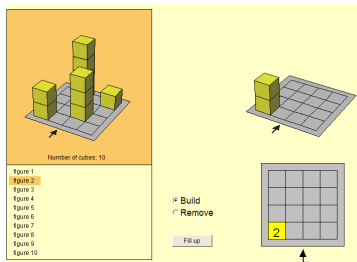 Number of cubes: 10
figure 1
figure 2
figure 3
figure 4
figure 5
figure 6
figure 7
figure 8
figure 9
figure 10
Build
Remove
Fill up
2